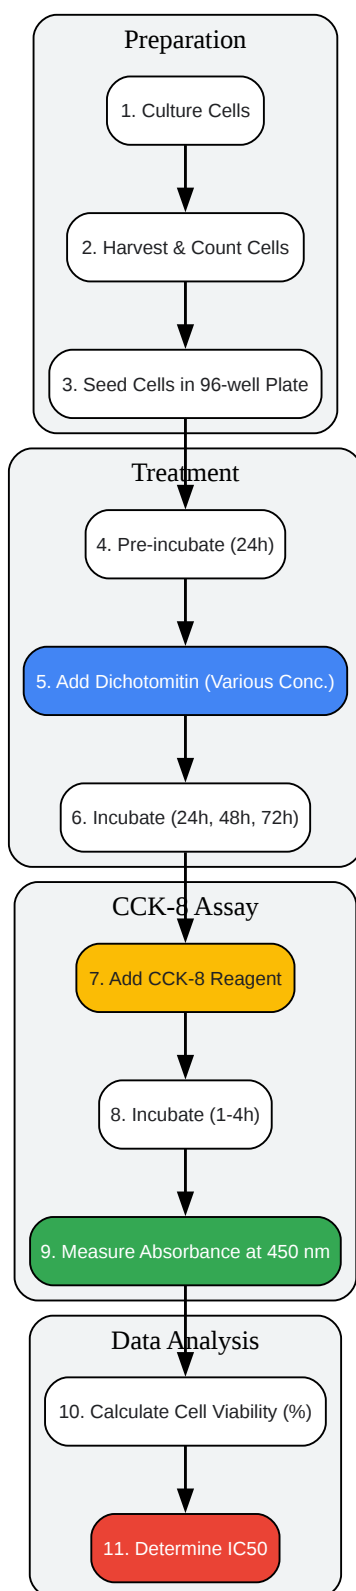 Preparation
1. Culture Cells
2. Harvest & Count Cells
3. Seed Cells in 96-well Plate
Treatment
4. Pre-incubate (24h)
5. Add Dichotomitin (Various Conc.)
6. Incubate (24h, 48h, 72h)
CCK-8 Assay
7. Add CCK-8 Reagent
8. Incubate (1-4h)
9. Measure Absorbance at 450 nm
Data Analysis
10. Calculate Cell Viability (%)
11. Determine IC50